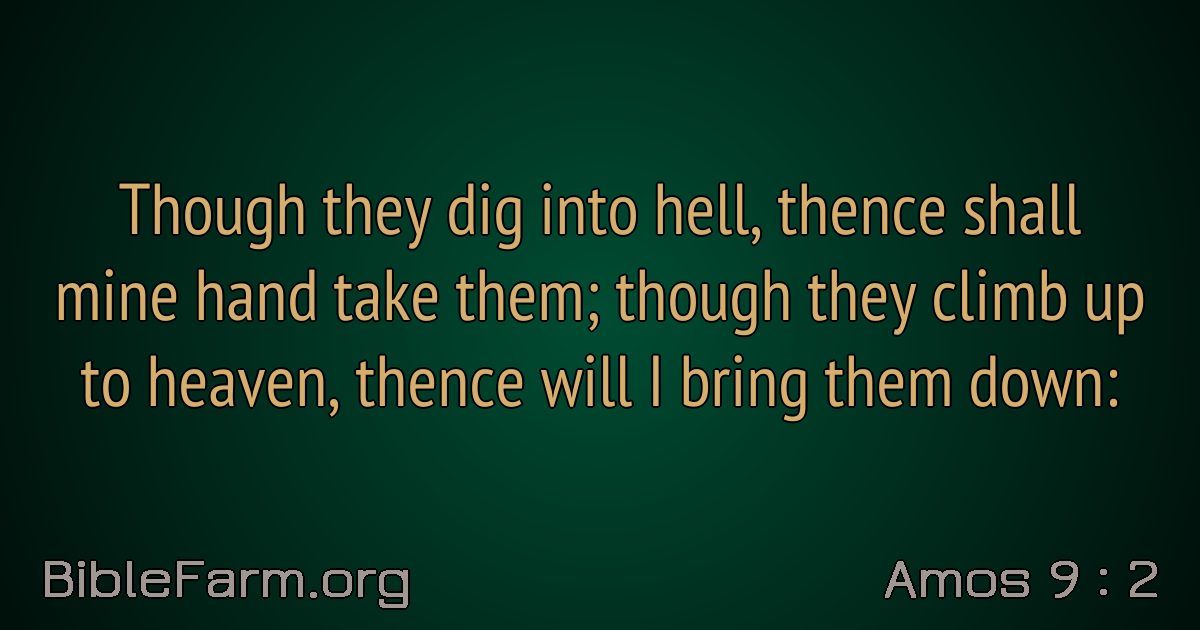 Though they dig into hell, thence shall
mine hand take them; though they climb up
to heaven, thence will I bring them down:
BibleFarm.org
Amos 9 : 2